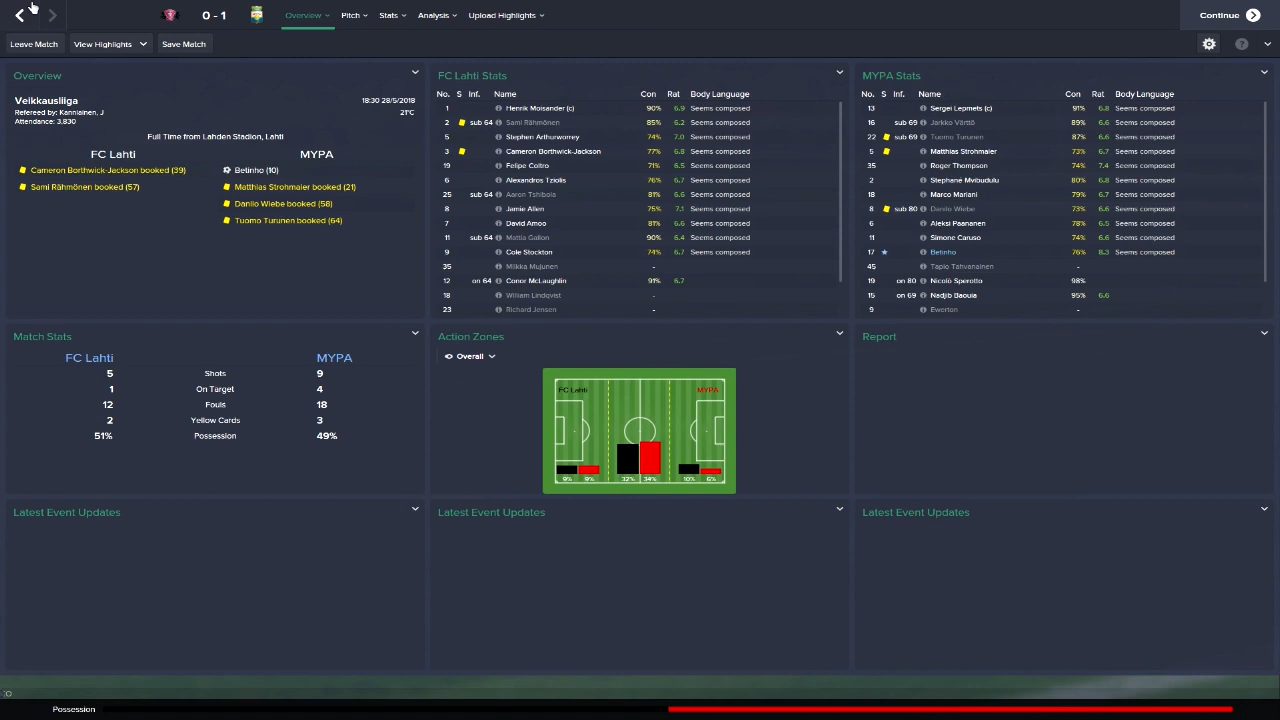 0 - 1
Overview
Pitch
Stats
Analysis
Upload Highlights
Continue
Leave Match
View Highlights
Save Match
Overview
Veikkausliiga
18:30 28/5/2018
Refereed by: Kanniainen, J
21°C
Attendance: 3,830
Full Time from Lahden Stadion, Lahti
FC Lahti MYPA
Cameron Borthwick-Jackson booked (39)
Betinho (10)
Sami Rähmönen booked (57)
Matthias Strohmaier booked (21)
Danilo Wiebe booked (58)
Tuomo Turunen booked (64)
FC Lahti Stats
No. S Inf. Name Con Rat Body Language
1 Henrik Moisander (c) 90% 6.9 Seems composed
2 sub 64 Sami Rähmönen 85% 6.2 Seems composed
5 Stephen Arthurworrey 74% 7.0 Seems composed
3 Cameron Borthwick-Jackson 77% 6.8 Seems composed
19 Felipe Coltro 71% 6.5 Seems composed
6 Alexandros Tziolis 76% 6.7 Seems composed
25 sub 64 Aaron Tshibola 81% 6.6 Seems composed
8 Jamie Allen 75% 7.1 Seems composed
7 David Amoo 81% 6.6 Seems composed
11 sub 64 Mattia Gallon 90% 6.4 Seems composed
9 Cole Stockton 74% 6.7 Seems composed
35 Miikka Mujunen -
12 on 64 Conor McLaughlin 91% 6.7
18 William Lindqvist -
23 Richard Jensen -
MYPA Stats
No. S Inf. Name Con Rat Body Language
13 Sergei Lepmets (c) 91% 6.8 Seems composed
16 sub 69 Jarkko Värttö 89% 6.6 Seems composed
22 sub 69 Tuomo Turunen 87% 6.6 Seems composed
5 Matthias Strohmaier 73% 6.7 Seems composed
35 Roger Thompson 74% 7.4 Seems composed
2 Stephane Mvibudulu 80% 6.8 Seems composed
18 Marco Mariani 79% 6.7 Seems composed
8 sub 80 Danilo Wiebe 73% 6.6 Seems composed
6 Aleksi Paananen 78% 6.5 Seems composed
11 Simone Caruso 74% 6.6 Seems composed
17 Betinho 76% 8.3 Seems composed
45 Tapio Tahvanainen -
19 on 80 Nicolò Sperotto 98%
15 on 69 Nadjib Baouia 95% 6.6
9 Ewerton -
Match Stats
FC Lahti MYPA
5 Shots 9
1 On Target 4
12 Fouls 18
2 Yellow Cards 3
51% Possession 49%
Action Zones
Overall
FC Lahti MYPA
9% 9% 32% 34% 10% 6%
Report
Latest Event Updates
Latest Event Updates
Latest Event Updates
Possession